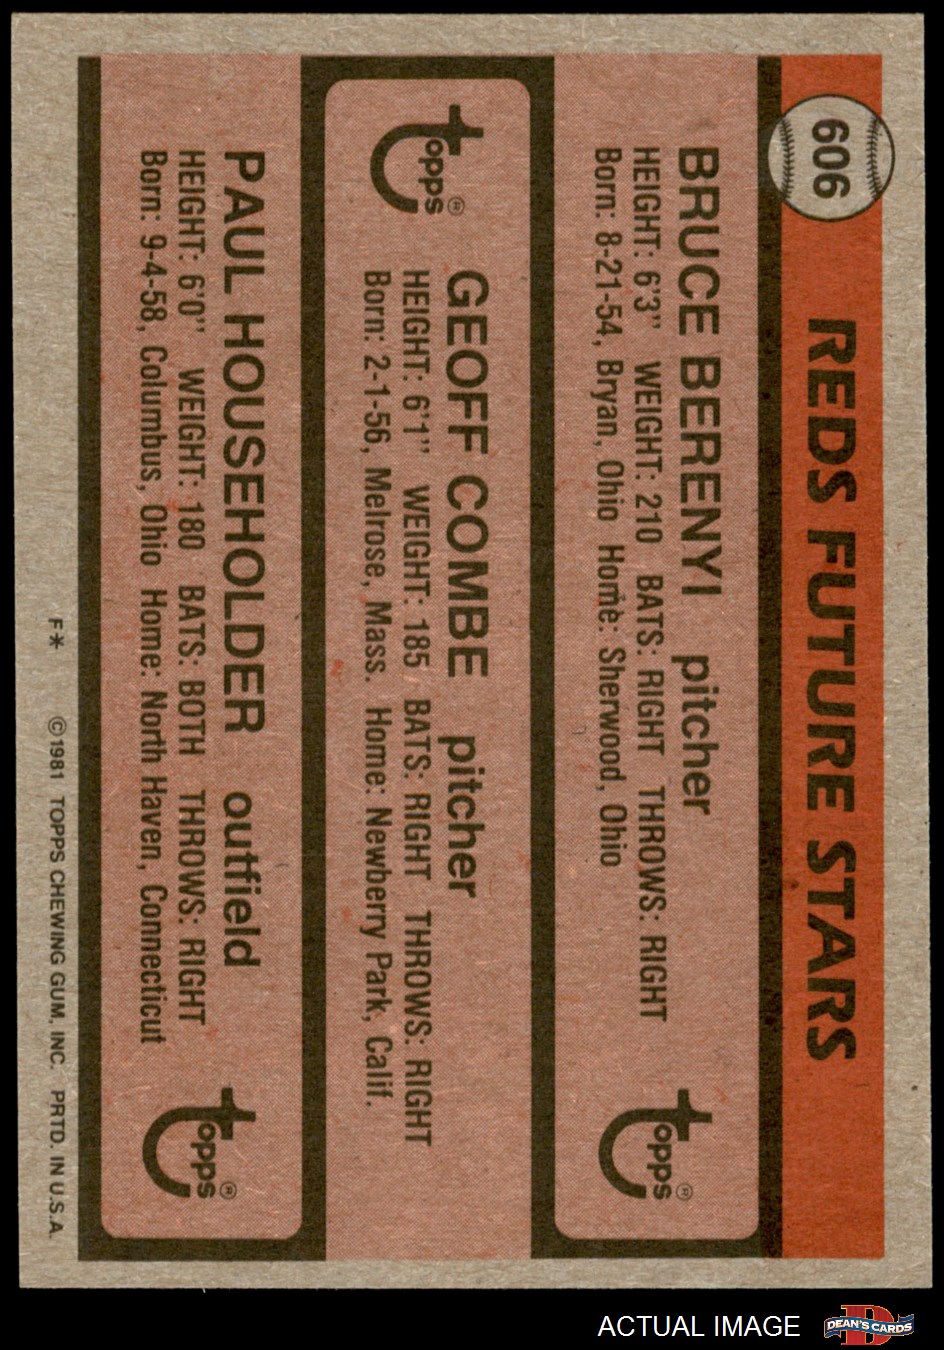 606
REDS FUTURE STARS
BRUCE BERENYI pitcher
HEIGHT: 6'3" WEIGHT: 210 BATS: RIGHT THROWS: RIGHT
Born: 8-21-54, Bryan, Ohio Home: Sherwood, Ohio
Topps®
Topps®
GEOFF COMBE pitcher
HEIGHT: 6'1" WEIGHT: 185 BATS: RIGHT THROWS: RIGHT
Born: 2-1-56, Melrose, Mass. Home: Newberry Park, Calif.
PAUL HOUSEHOLDER outfield
HEIGHT: 6'0" WEIGHT: 180 BATS: BOTH THROWS: RIGHT
Born: 9-4-58, Columbus, Ohio Home: North Haven, Connecticut
Topps®
F* ©1981 TOPPS CHEWING GUM, INC. PRTD. IN U.S.A.
ACTUAL IMAGE
D
DEAN'S CARDS